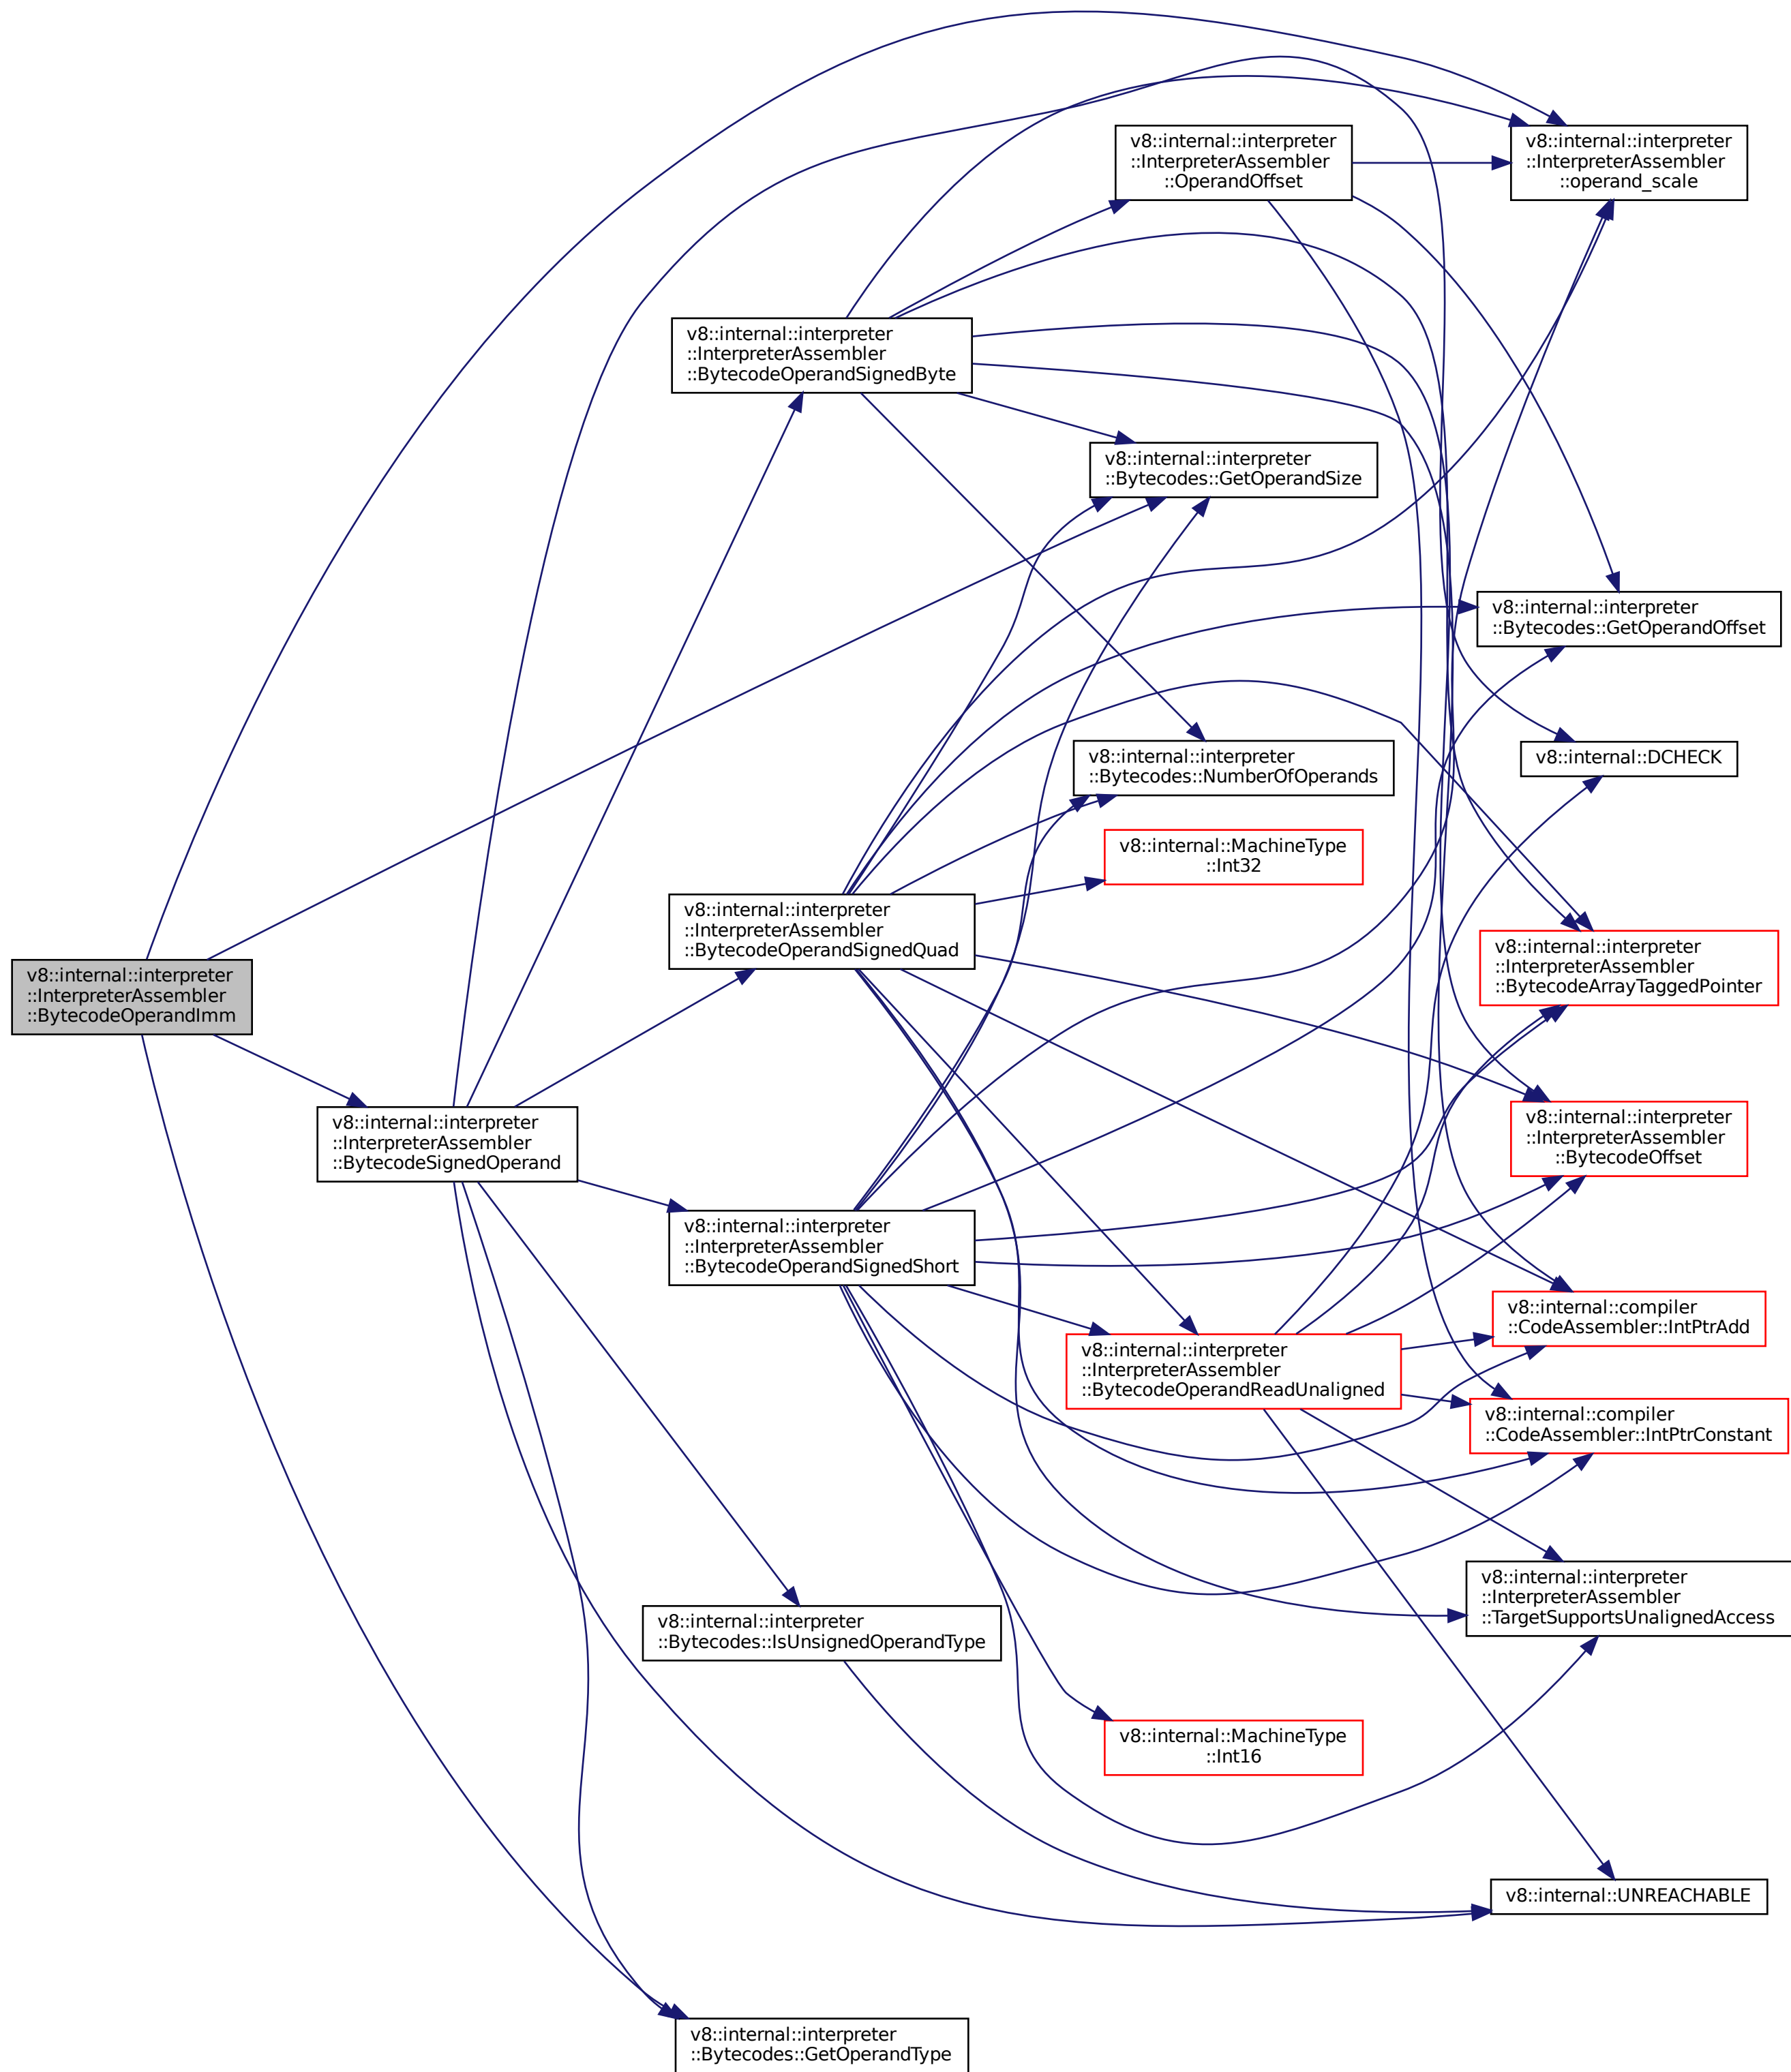 v8::internal::interpreter
::InterpreterAssembler
::BytecodeOperandImm
v8::internal::interpreter
::InterpreterAssembler
::BytecodeSignedOperand
v8::internal::interpreter
::InterpreterAssembler
::BytecodeOperandSignedByte
v8::internal::interpreter
::InterpreterAssembler
::BytecodeOperandSignedQuad
v8::internal::interpreter
::InterpreterAssembler
::BytecodeOperandSignedShort
v8::internal::interpreter
::Bytecodes::IsUnsignedOperandType
v8::internal::interpreter
::Bytecodes::GetOperandType
v8::internal::interpreter
::InterpreterAssembler
::OperandOffset
v8::internal::interpreter
::Bytecodes::GetOperandSize
v8::internal::interpreter
::Bytecodes::NumberOfOperands
v8::internal::MachineType
::Int32
v8::internal::interpreter
::InterpreterAssembler
::BytecodeOperandReadUnaligned
v8::internal::MachineType
::Int16
v8::internal::interpreter
::InterpreterAssembler
::operand_scale
v8::internal::interpreter
::Bytecodes::GetOperandOffset
v8::internal::DCHECK
v8::internal::interpreter
::InterpreterAssembler
::BytecodeArrayTaggedPointer
v8::internal::interpreter
::InterpreterAssembler
::BytecodeOffset
v8::internal::compiler
::CodeAssembler::IntPtrAdd
v8::internal::compiler
::CodeAssembler::IntPtrConstant
v8::internal::interpreter
::InterpreterAssembler
::TargetSupportsUnalignedAccess
v8::internal::UNREACHABLE